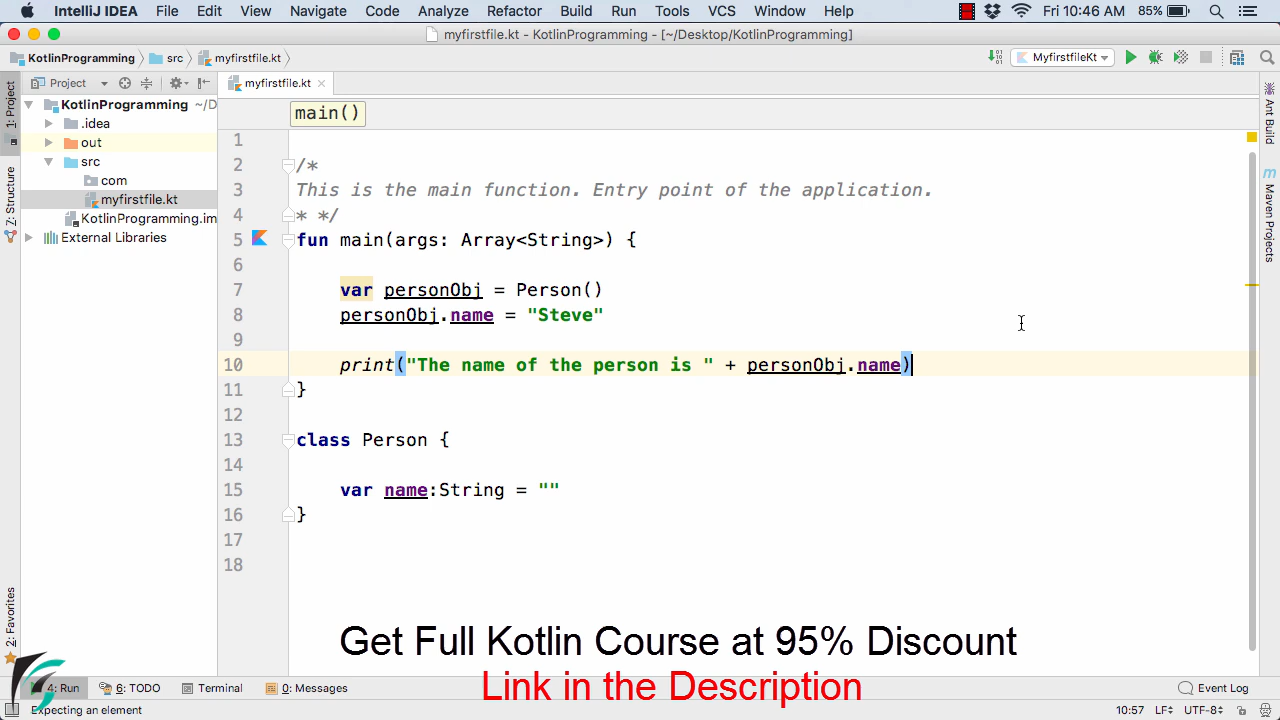 IntelliJ IDEA File Edit View Navigate Code Analyze Refactor Build Run Tools VCS Window Help Fri 10:46 AM 85%
myfirstfile.kt - KotlinProgramming - [~/Desktop/KotlinProgramming]
KotlinProgramming src myfirstfile.kt MyfirstfileKt
1: Project
Z: Structure
2: Favorites
Project
KotlinProgramming ~/D
.idea
out
src
com
myfirstfile.kt
KotlinProgramming.im
External Libraries
myfirstfile.kt
main()
1
2 /*
3 This is the main function. Entry point of the application.
4 * */
5 fun main(args: Array<String>) {
6
7 var personObj = Person()
8 personObj.name = "Steve"
9
10 print("The name of the person is " + personObj.name)
11 }
12
13 class Person {
14
15 var name:String = ""
16 }
17
18
Ant Build
m Maven Projects
Get Full Kotlin Course at 95% Discount
Link in the Description
4: Run 6: TODO Terminal 0: Messages Event Log
Expecting an element 10:57 LF UTF-8